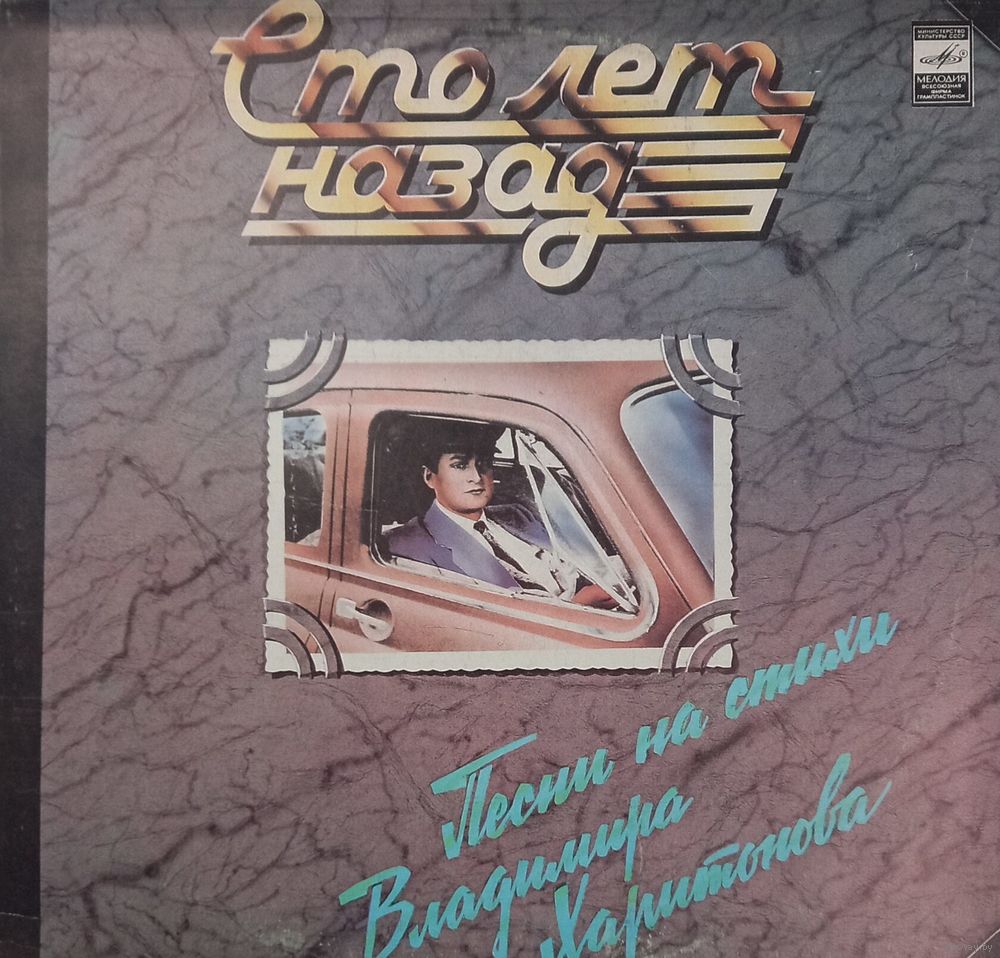 Сто лет
назад
МИНИСТЕРСТВО
КУЛЬТУРЫ СССР
МЕЛОДИЯ
ВСЕСОЮЗНАЯ
ФИРМА
ГРАМПЛАСТИНОК
Песни на стихи
Владимира
Харитонова